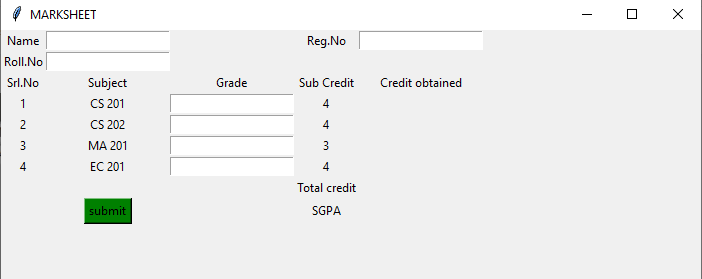 MARKSHEET
Name Reg.No
Roll.No
Srl.No Subject Grade Sub Credit Credit obtained
1 CS 201 4
2 CS 202 4
3 MA 201 3
4 EC 201 4
Total credit
submit SGPA